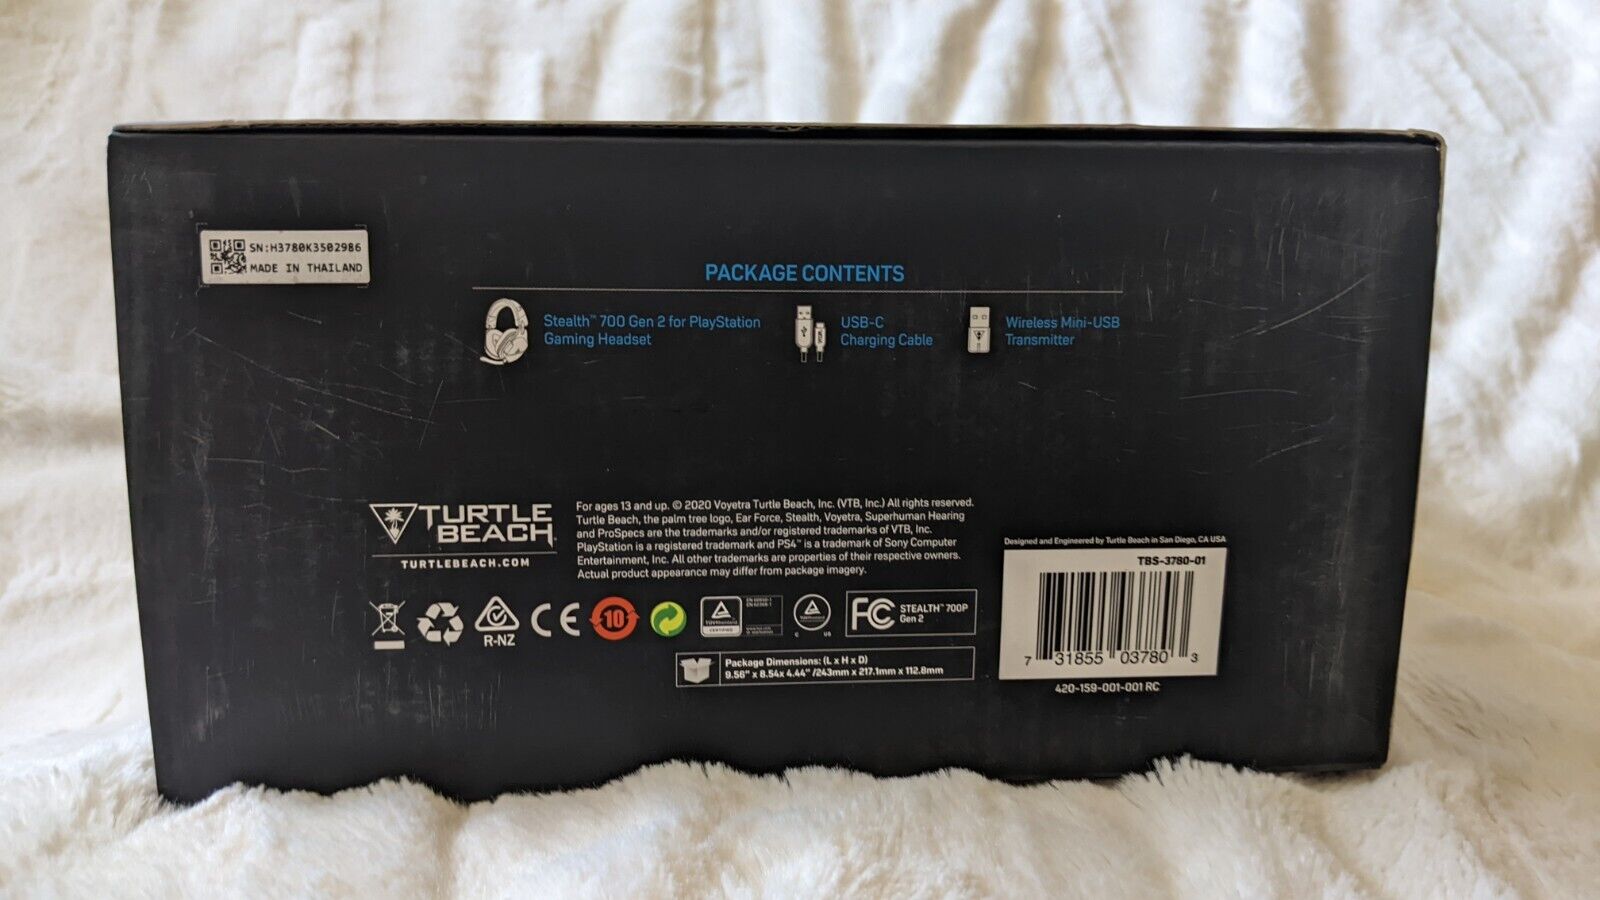 SN:H3780K3502986
MADE IN THAILAND
PACKAGE CONTENTS
Stealth™ 700 Gen 2 for PlayStation
Gaming Headset
USB-C
Charging Cable
Wireless Mini-USB
Transmitter
TURTLE
BEACH
TURTLEBEACH.COM
For ages 13 and up. © 2020 Voyetra Turtle Beach, Inc. (VTB, Inc.) All rights reserved.
Turtle Beach, the palm tree logo, Ear Force, Stealth, Voyetra, Superhuman Hearing
and ProSpecs are the trademarks and/or registered trademarks of VTB, Inc.
PlayStation is a registered trademark and PS4™ is a trademark of Sony Computer
Entertainment, Inc. All other trademarks are properties of their respective owners.
Actual product appearance may differ from package imagery.
R-NZ
CE
10
TÜVRheinland
CERTIFIED
C US
FC
STEALTH™ 700P
Gen 2
Package Dimensions: (L x H x D)
9.56" x 8.54x 4.44" /243mm x 217.1mm x 112.8mm
Designed and Engineered by Turtle Beach in San Diego, CA USA
TBS-3780-01
7 31855 03780 3
420-159-001-001 RC